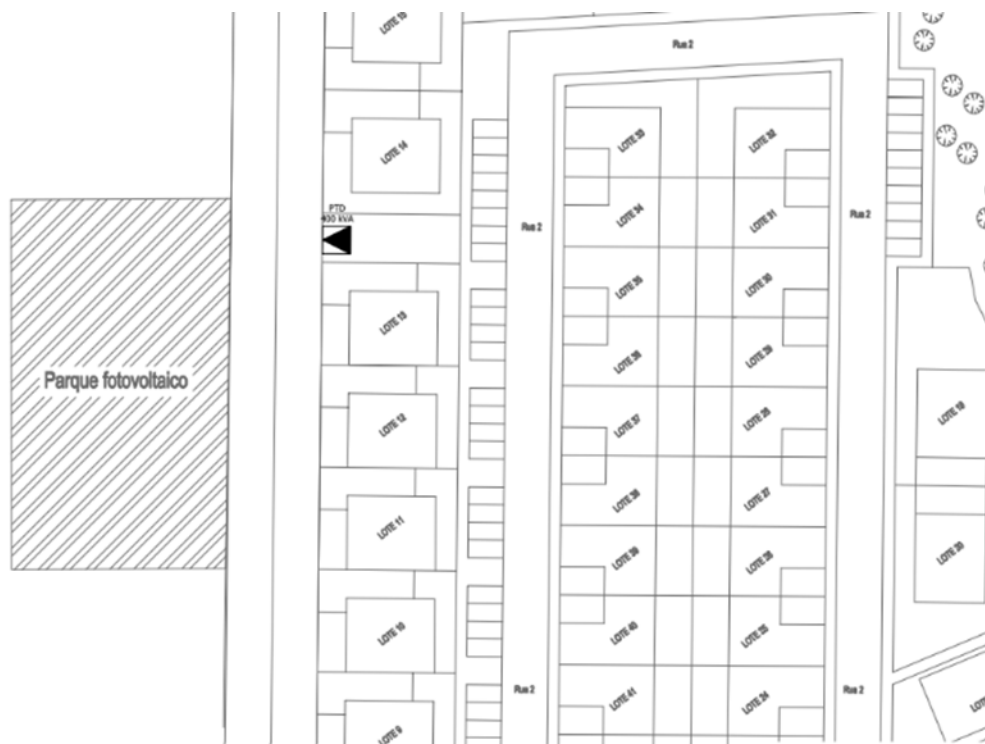 LOTE 15
Rua 2
LOTE 14
LOTE 33
LOTE 32
PTD
400 kVA
Rua 2
LOTE 34
LOTE 31
Rua 2
LOTE 35
LOTE 30
LOTE 13
LOTE 36
LOTE 29
Parque fotovoltaico
LOTE 12
LOTE 37
LOTE 28
LOTE 19
LOTE 11
LOTE 38
LOTE 27
LOTE 39
LOTE 26
LOTE 20
LOTE 10
LOTE 40
LOTE 25
Rua 2
LOTE 41
LOTE 24
Rua 2
LOTE 9